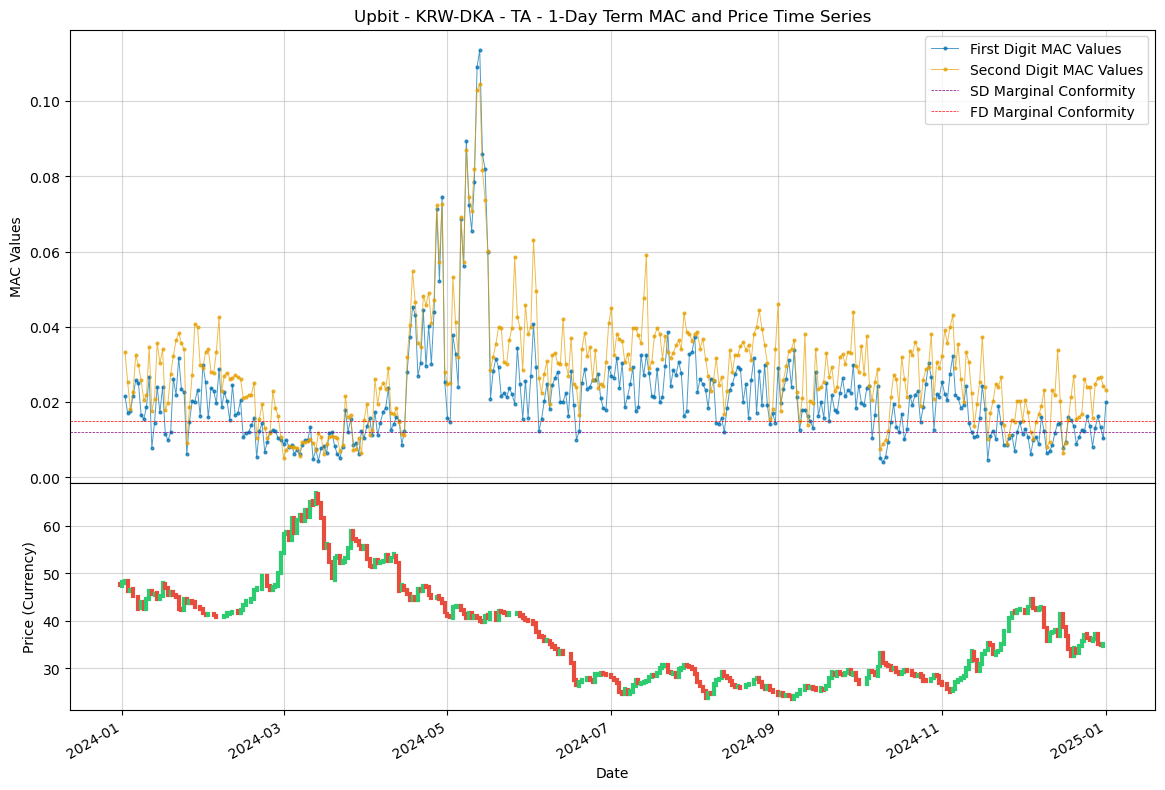 Upbit - KRW-DKA - TA - 1-Day Term MAC and Price Time Series
First Digit MAC Values
Second Digit MAC Values
SD Marginal Conformity
FD Marginal Conformity
MAC Values
0.10
0.08
0.06
0.04
0.02
0.00
Price (Currency)
60
50
40
30
2024-01
2024-03
2024-05
2024-07
2024-09
2024-11
2025-01
Date